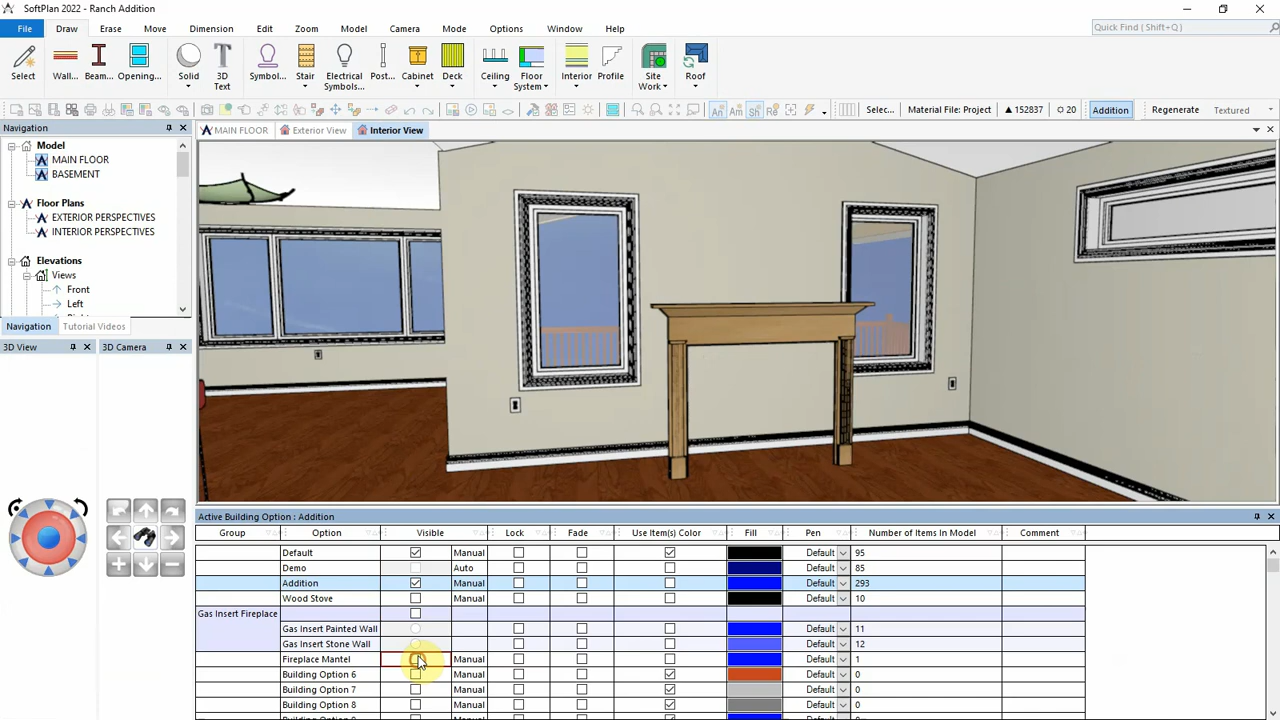 SoftPlan 2022 - Ranch Addition
File Draw Erase Move Dimension Edit Zoom Model Camera Mode Options Window Help
Quick Find ( Shift+Q/ )
Select Wall... Beam... Opening... Solid 3D Text Symbol... Stair Electrical Symbols... Post... Cabinet Deck Ceiling Floor System Interior Profile Site Work Roof
An Am Sh Selec... Material File: Project 152837 20 Addition Regenerate Textured
Navigation
MAIN FLOOR Exterior View Interior View
Model
MAIN FLOOR
BASEMENT
Floor Plans
EXTERIOR PERSPECTIVES
INTERIOR PERSPECTIVES
Elevations
Views
Front
Left
Navigation Tutorial Videos
3D View 3D Camera
Active Building Option : Addition
Group Option Visible Lock Fade Use Item(s) Color Fill Pen Number of Items In Model Comment
Default Manual Default 95
Demo Auto Default 85
Addition Manual Default 293
Wood Stove Manual Default 10
Gas Insert Fireplace
Gas Insert Painted Wall Default 11
Gas Insert Stone Wall Default 12
Fireplace Mantel Manual Default 1
Building Option 6 Manual Default 0
Building Option 7 Manual Default 0
Building Option 8 Manual Default 0